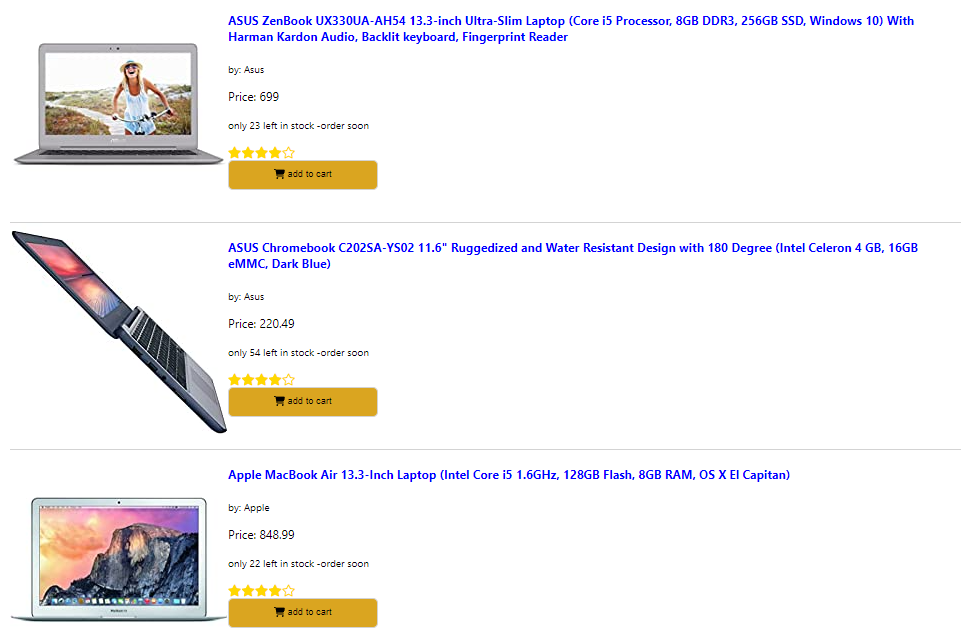 ASUS ZenBook UX330UA-AH54 13.3-inch Ultra-Slim Laptop (Core i5 Processor, 8GB DDR3, 256GB SSD, Windows 10) With
Harman Kardon Audio, Backlit keyboard, Fingerprint Reader
by: Asus
Price: 699
only 23 left in stock -order soon
add to cart
ASUS Chromebook C202SA-YS02 11.6" Ruggedized and Water Resistant Design with 180 Degree (Intel Celeron 4 GB, 16GB
eMMC, Dark Blue)
by: Asus
Price: 220.49
only 54 left in stock -order soon
add to cart
Apple MacBook Air 13.3-Inch Laptop (Intel Core i5 1.6GHz, 128GB Flash, 8GB RAM, OS X El Capitan)
by: Apple
Price: 848.99
only 22 left in stock -order soon
add to cart